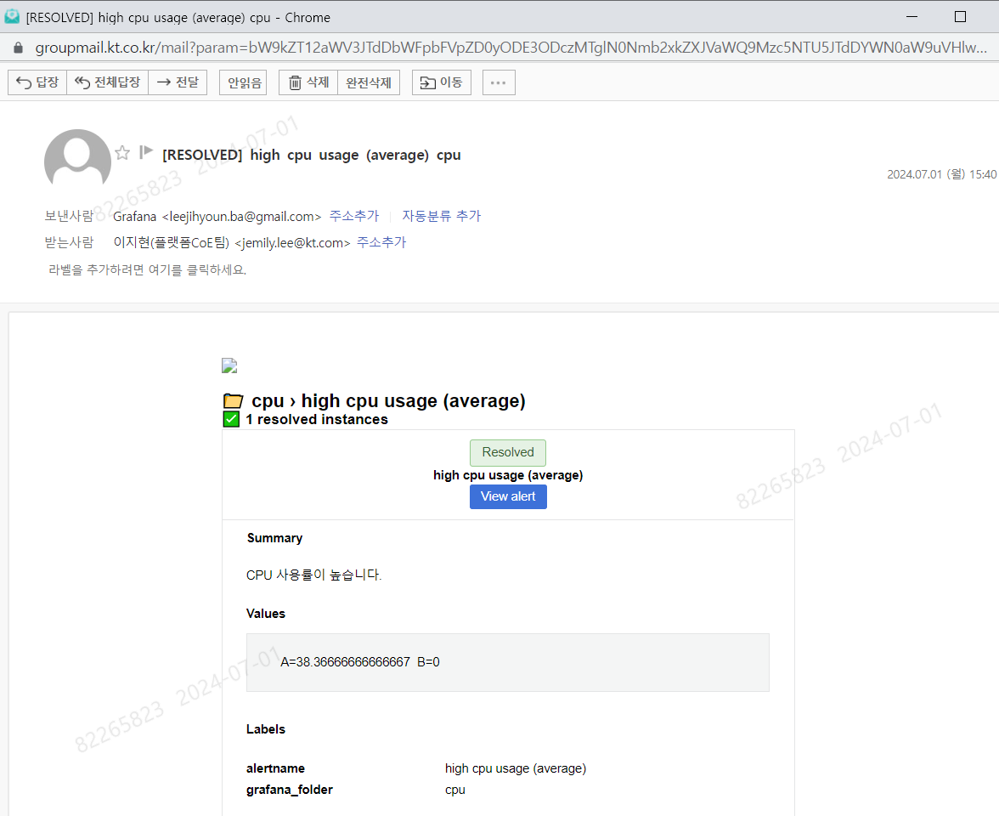 [RESOLVED] high cpu usage (average) cpu - Chrome
groupmail.kt.co.kr/mail?param=bW9kZT12aWV3JTdDbWFpbFVpZD0yODE3ODczMTglN0Nmb2xkZXJVaWQ9Mzc5NTU5JTdDYWN0aW9uVHlw...
답장 전체답장 전달 안읽음 삭제 완전삭제 이동 ...
[RESOLVED] high cpu usage (average) cpu
2024.07.01 (월) 15:40
보낸사람 Grafana <leejihyoun.ba@gmail.com> 주소추가 자동분류 추가
받는사람 이지현(플랫폼CoE팀) <jemily.lee@kt.com> 주소추가
라벨을 추가하려면 여기를 클릭하세요.
82265823 2024-07-01
cpu › high cpu usage (average)
1 resolved instances
Resolved
high cpu usage (average)
View alert
82265823 2024-07-01
Summary
CPU 사용률이 높습니다.
Values
A=38.36666666666667 B=0
82265823 2024-07-01
Labels
alertname high cpu usage (average)
grafana_folder cpu